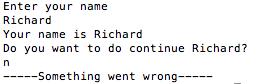 Enter your name
Richard
Your name is Richard
Do you want to do continue Richard?
n
-----Something went wrong-----